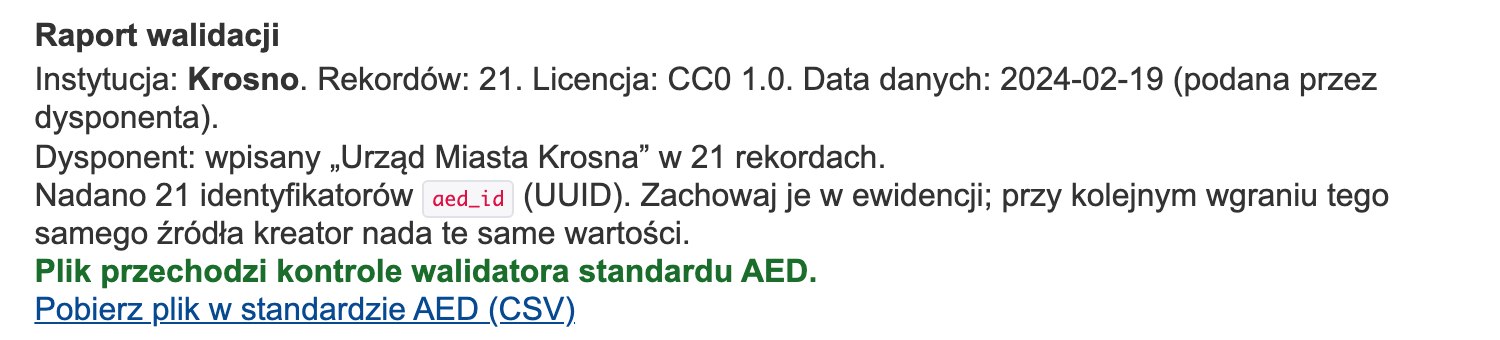 Raport walidacji
Instytucja: Krosno. Rekordów: 21. Licencja: CC0 1.0. Data danych: 2024-02-19 (podana przez
dysponenta).
Dysponent: wpisany „Urząd Miasta Krosna” w 21 rekordach.
Nadano 21 identyfikatorów aed_id (UUID). Zachowaj je w ewidencji; przy kolejnym wgraniu tego
samego źródła kreator nada te same wartości.
Plik przechodzi kontrole walidatora standardu AED.
Pobierz plik w standardzie AED (CSV)